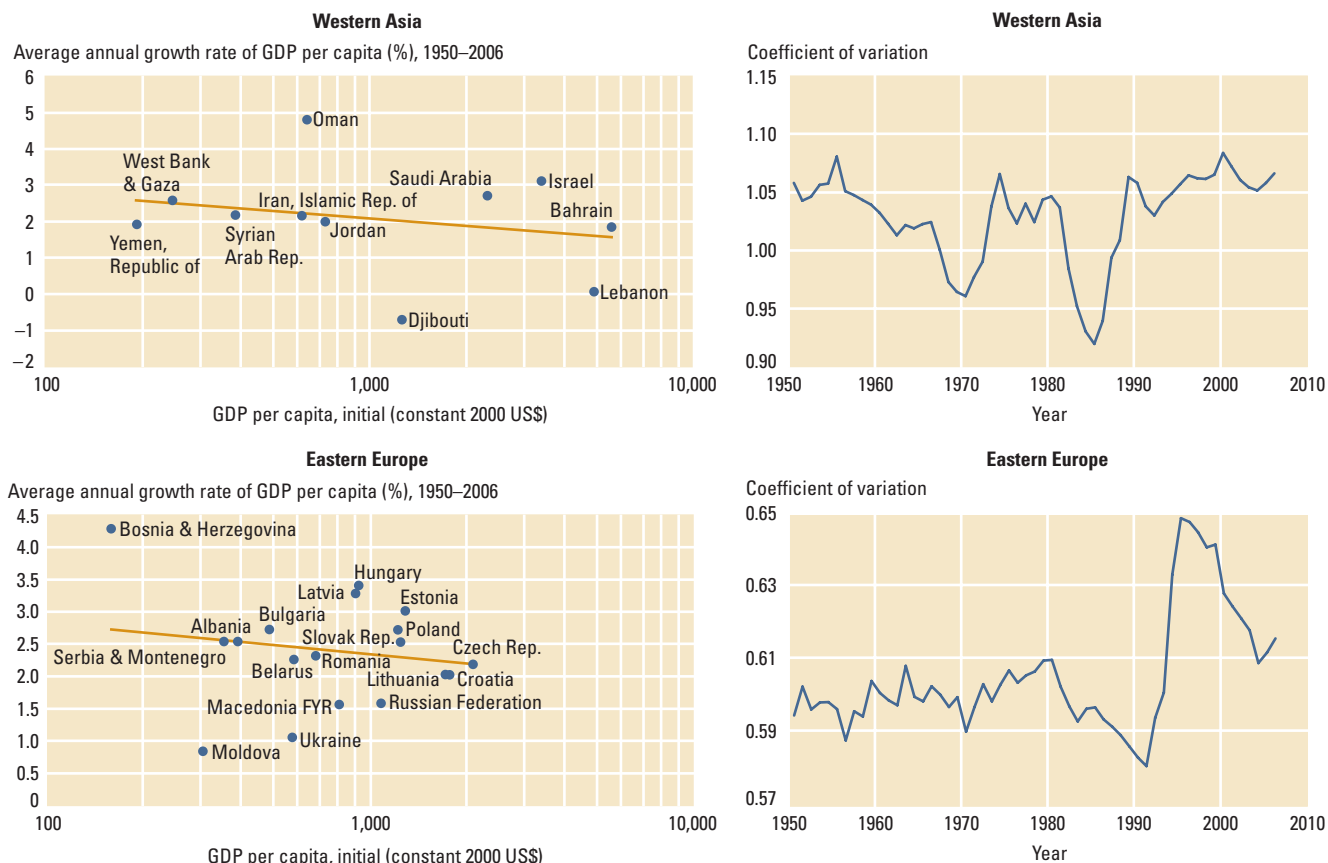 Western Asia
Average annual growth rate of GDP per capita (%), 1950–2006
6
5
4
3
2
1
0
–1
–2
Oman
West Bank
& Gaza
Saudi Arabia
Israel
Iran, Islamic Rep. of
Bahrain
Yemen,
Republic of
Syrian
Arab Rep.
Jordan
Lebanon
Djibouti
100
1,000
10,000
GDP per capita, initial (constant 2000 US$)
Western Asia
Coefficient of variation
1.15
1.10
1.05
1.00
0.95
0.90
1950
1960
1970
1980
1990
2000
2010
Year
Eastern Europe
Average annual growth rate of GDP per capita (%), 1950–2006
4.5
4.0
3.5
3.0
2.5
2.0
1.5
1.0
0.5
0
Bosnia & Herzegovina
Hungary
Latvia
Estonia
Bulgaria
Albania
Slovak Rep.
Poland
Czech Rep.
Serbia & Montenegro
Belarus
Romania
Lithuania
Croatia
Macedonia FYR
Russian Federation
Ukraine
Moldova
100
1,000
10,000
GDP per capita, initial (constant 2000 US$)
Eastern Europe
Coefficient of variation
0.65
0.63
0.61
0.59
0.57
1950
1960
1970
1980
1990
2000
2010
Year